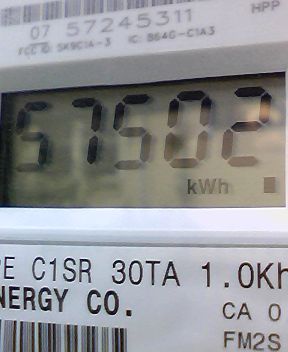 HPP
07 57245311
FCC ID: SK9C1A-3 IC: 864G-C1A3
57502
kWh
PE C1SR 30TA 1.0Kh
NERGY CO.
CA 0
FM2S